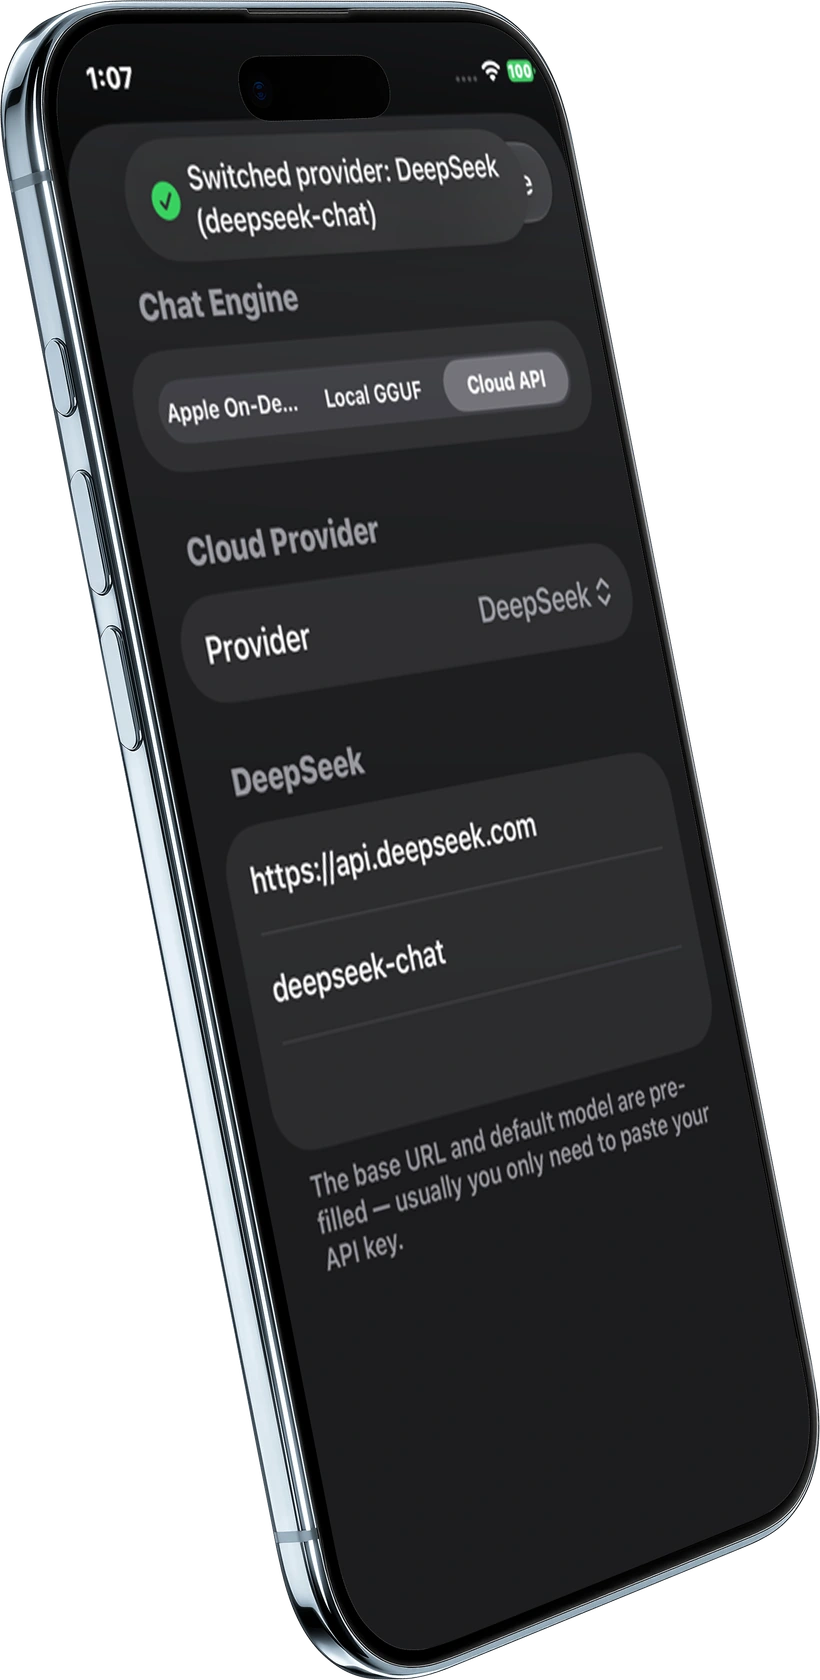 1:07
100
Switched provider: DeepSeek
(deepseek-chat)
e
Chat Engine
Apple On-De...
Local GGUF
Cloud API
Cloud Provider
Provider
DeepSeek
DeepSeek
https://api.deepseek.com
deepseek-chat
The base URL and default model are pre-
filled — usually you only need to paste your
API key.